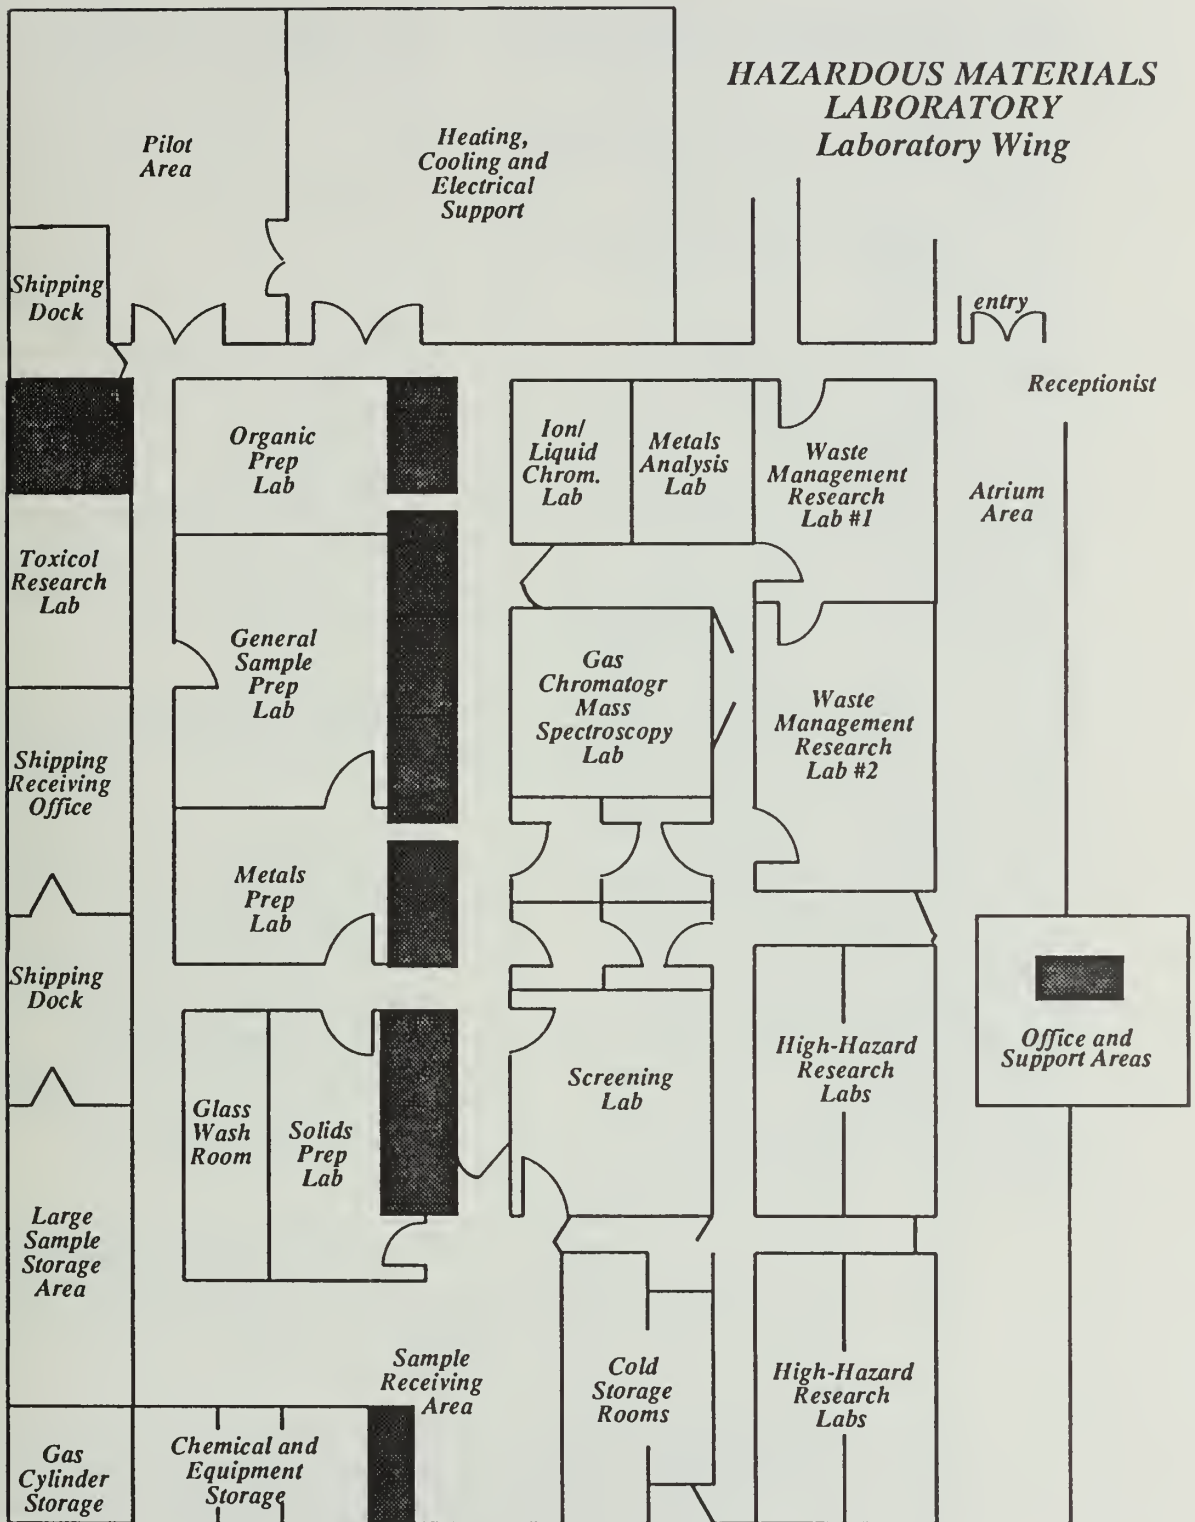 HAZARDOUS MATERIALS
LABORATORY
Laboratory Wing
Pilot
Area
Heating,
Cooling and
Electrical
Support
Shipping
Dock
entry
Receptionist
Organic
Prep
Lab
Ion/
Liquid
Chrom.
Lab
Metals
Analysis
Lab
Waste
Management
Research
Lab #1
Atrium
Area
Toxicol
Research
Lab
General
Sample
Prep
Lab
Gas
Chromatogr
Mass
Spectroscopy
Lab
Waste
Management
Research
Lab #2
Shipping
Receiving
Office
Metals
Prep
Lab
Shipping
Dock
Office and
Support Areas
High-Hazard
Research
Labs
Screening
Lab
Glass
Wash
Room
Solids
Prep
Lab
Large
Sample
Storage
Area
Sample
Receiving
Area
Cold
Storage
Rooms
High-Hazard
Research
Labs
Gas
Cylinder
Storage
Chemical and
Equipment
Storage